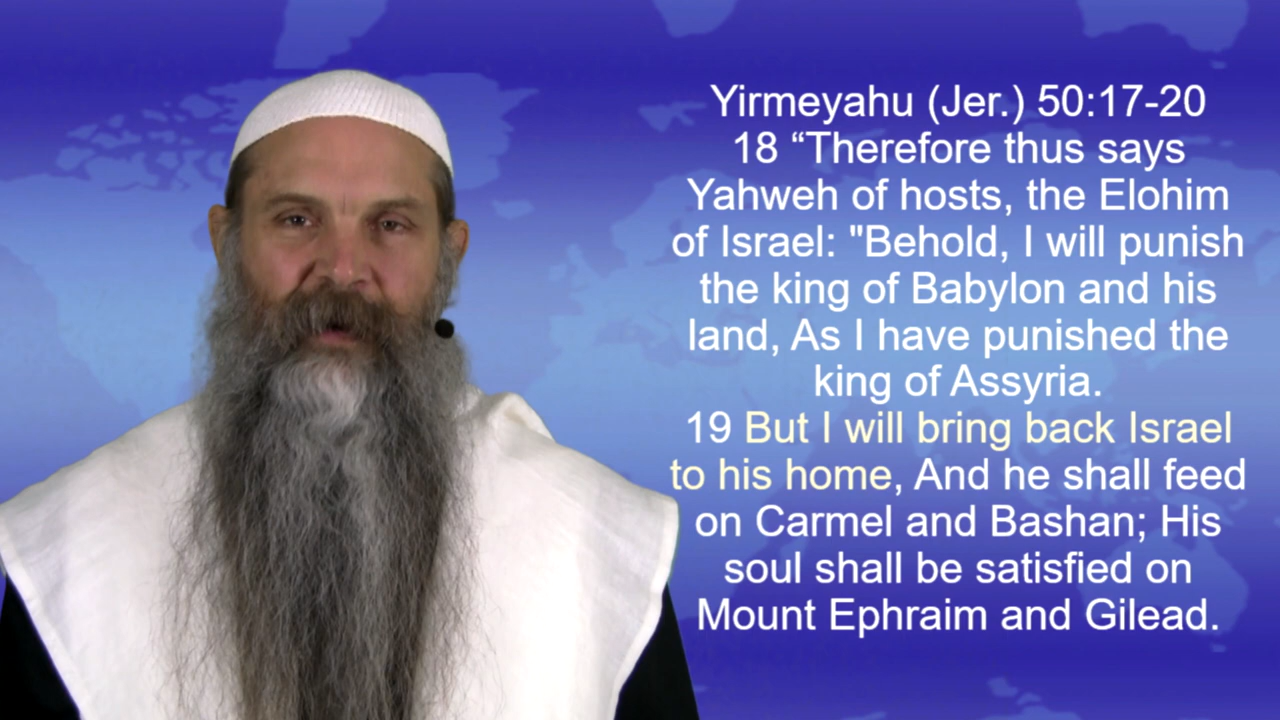 Yirmeyahu (Jer.) 50:17-20
18 “Therefore thus says
Yahweh of hosts, the Elohim
of Israel: "Behold, I will punish
the king of Babylon and his
land, As I have punished the
king of Assyria.
19 But I will bring back Israel
to his home, And he shall feed
on Carmel and Bashan; His
soul shall be satisfied on
Mount Ephraim and Gilead.